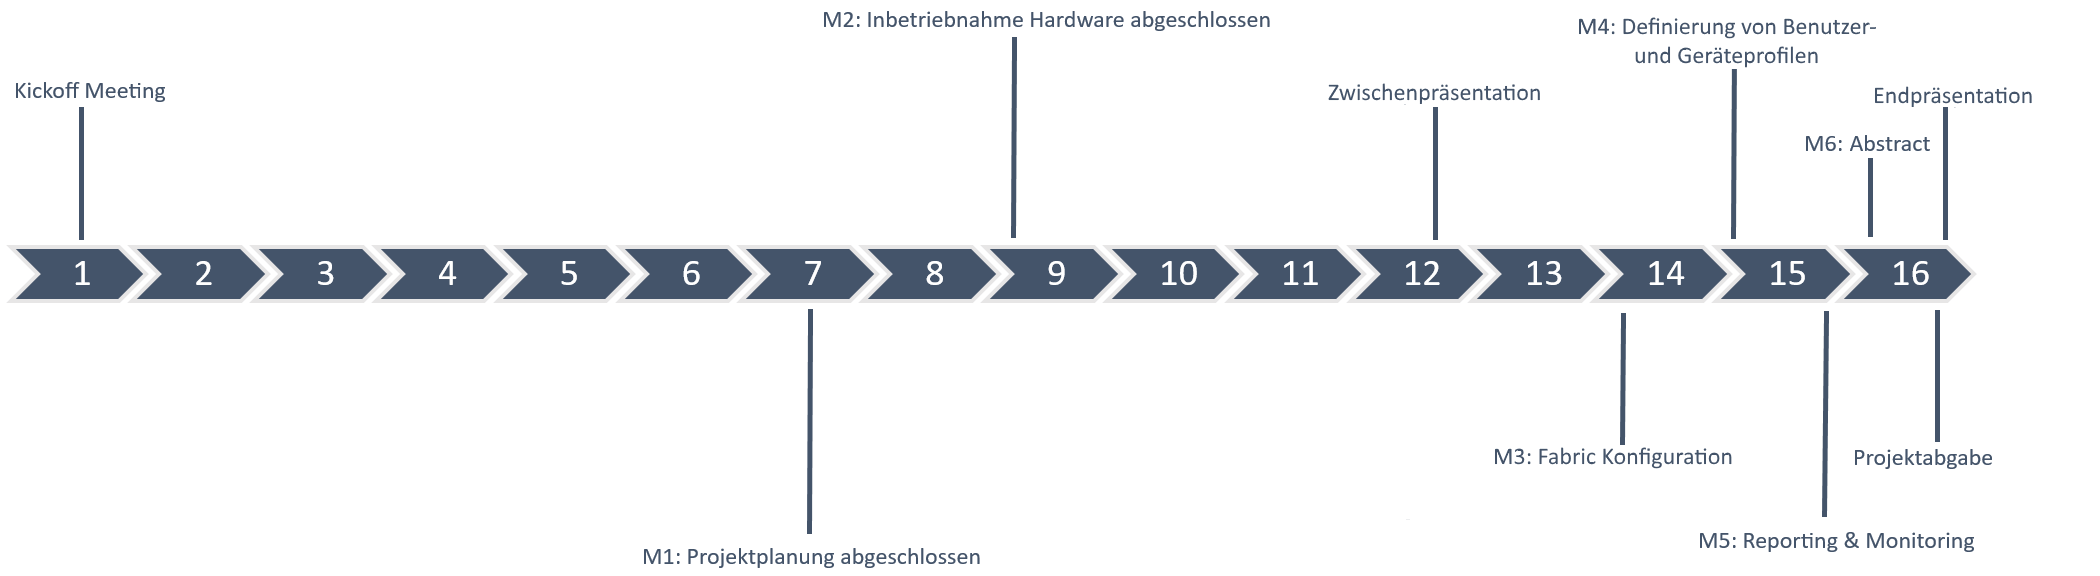 M2: Inbetriebnahme Hardware abgeschlossen
M4: Definierung von Benutzer-
und Geräteprofilen
Kickoff Meeting
Zwischenpräsentation
Endpräsentation
M6: Abstract
1 2 3 4 5 6 7 8 9 10 11 12 13 14 15 16
M3: Fabric Konfiguration
Projektabgabe
M5: Reporting & Monitoring
M1: Projektplanung abgeschlossen